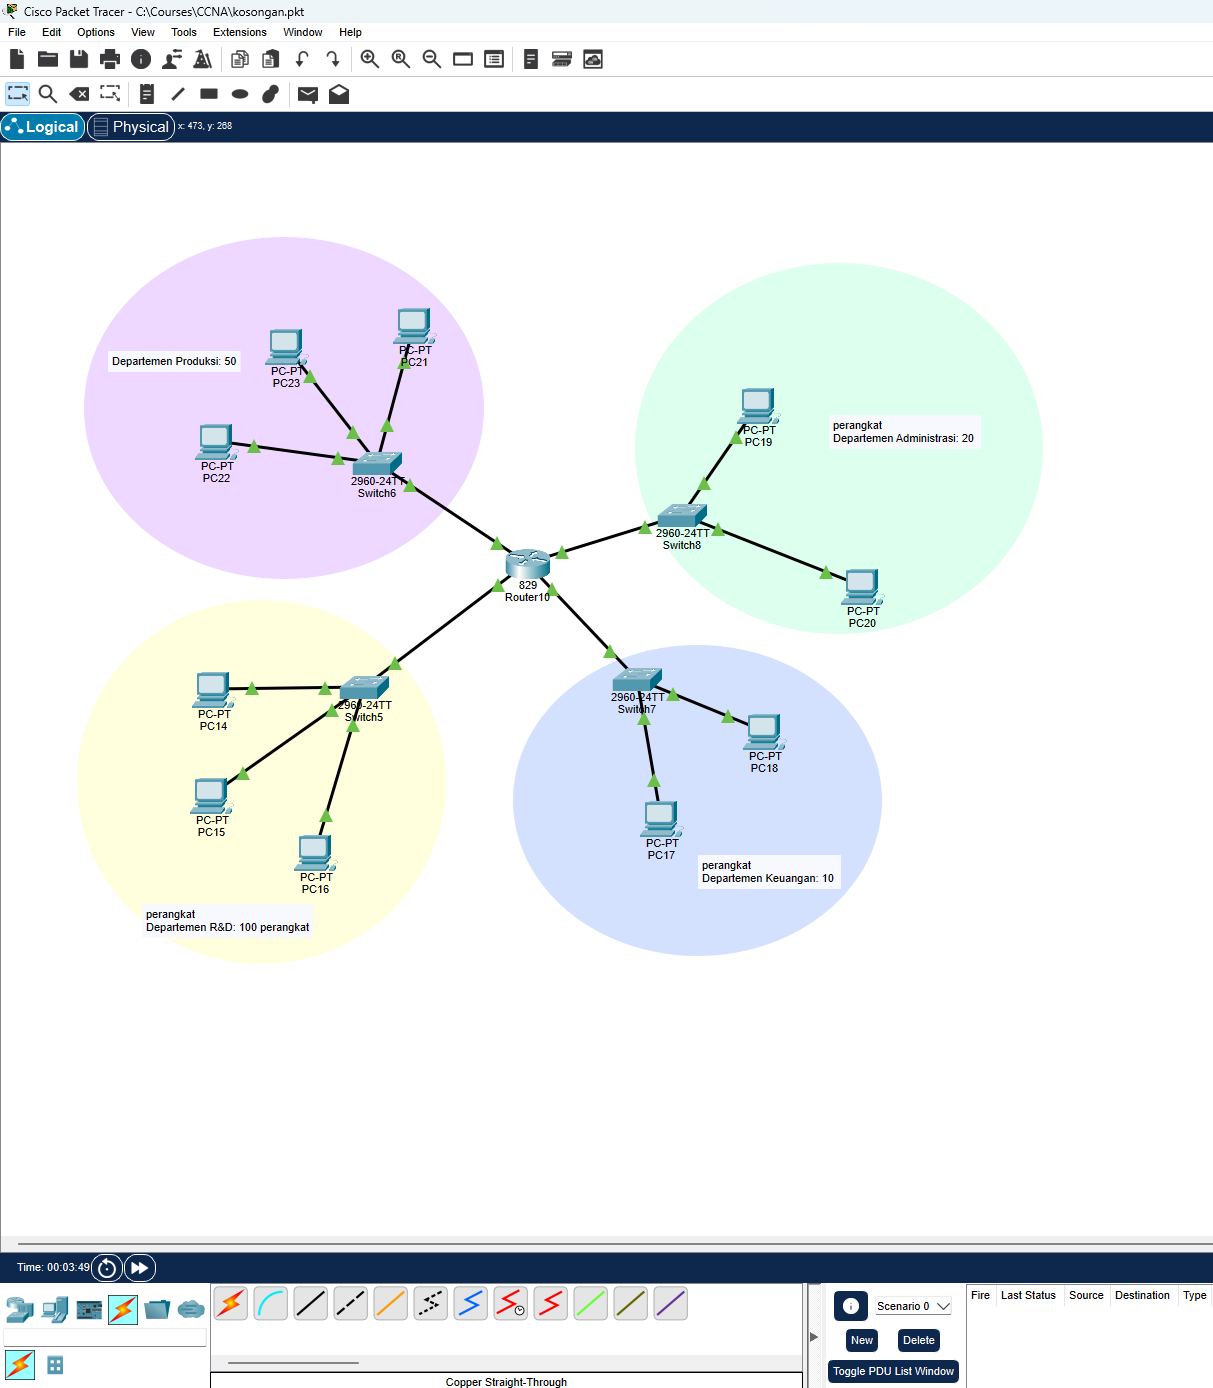 Cisco Packet Tracer - C:\Courses\CCNA\kosongan.pkt
File Edit Options View Tools Extensions Window Help
Logical Physical x: 473, y: 268
PC-PT
PC21
Departemen Produksi: 50
PC-PT
PC23
PC-PT
PC22
2960-24TT
Switch6
PC-PT
PC19
perangkat
Departemen Administrasi: 20
2960-24TT
Switch8
829
Router10
PC-PT
PC20
PC-PT
PC14
2960-24TT
Switch5
2960-24TT
Switch7
PC-PT
PC18
PC-PT
PC15
PC-PT
PC17
PC-PT
PC16
perangkat
Departemen Keuangan: 10
perangkat
Departemen R&D: 100 perangkat
Time: 00:03:49
Scenario 0
New Delete
Toggle PDU List Window
Fire Last Status Source Destination Type
Copper Straight-Through